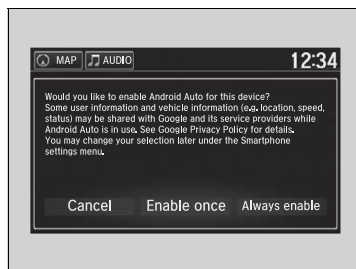 MAP AUDIO 12:34
Would you like to enable Android Auto for this device?
Some user information and vehicle information (e.g. location, speed,
status) may be shared with Google and its service providers while
Android Auto is in use. See Google Privacy Policy for details.
You may change your selection later under the Smartphone
settings menu.
Cancel Enable once Always enable